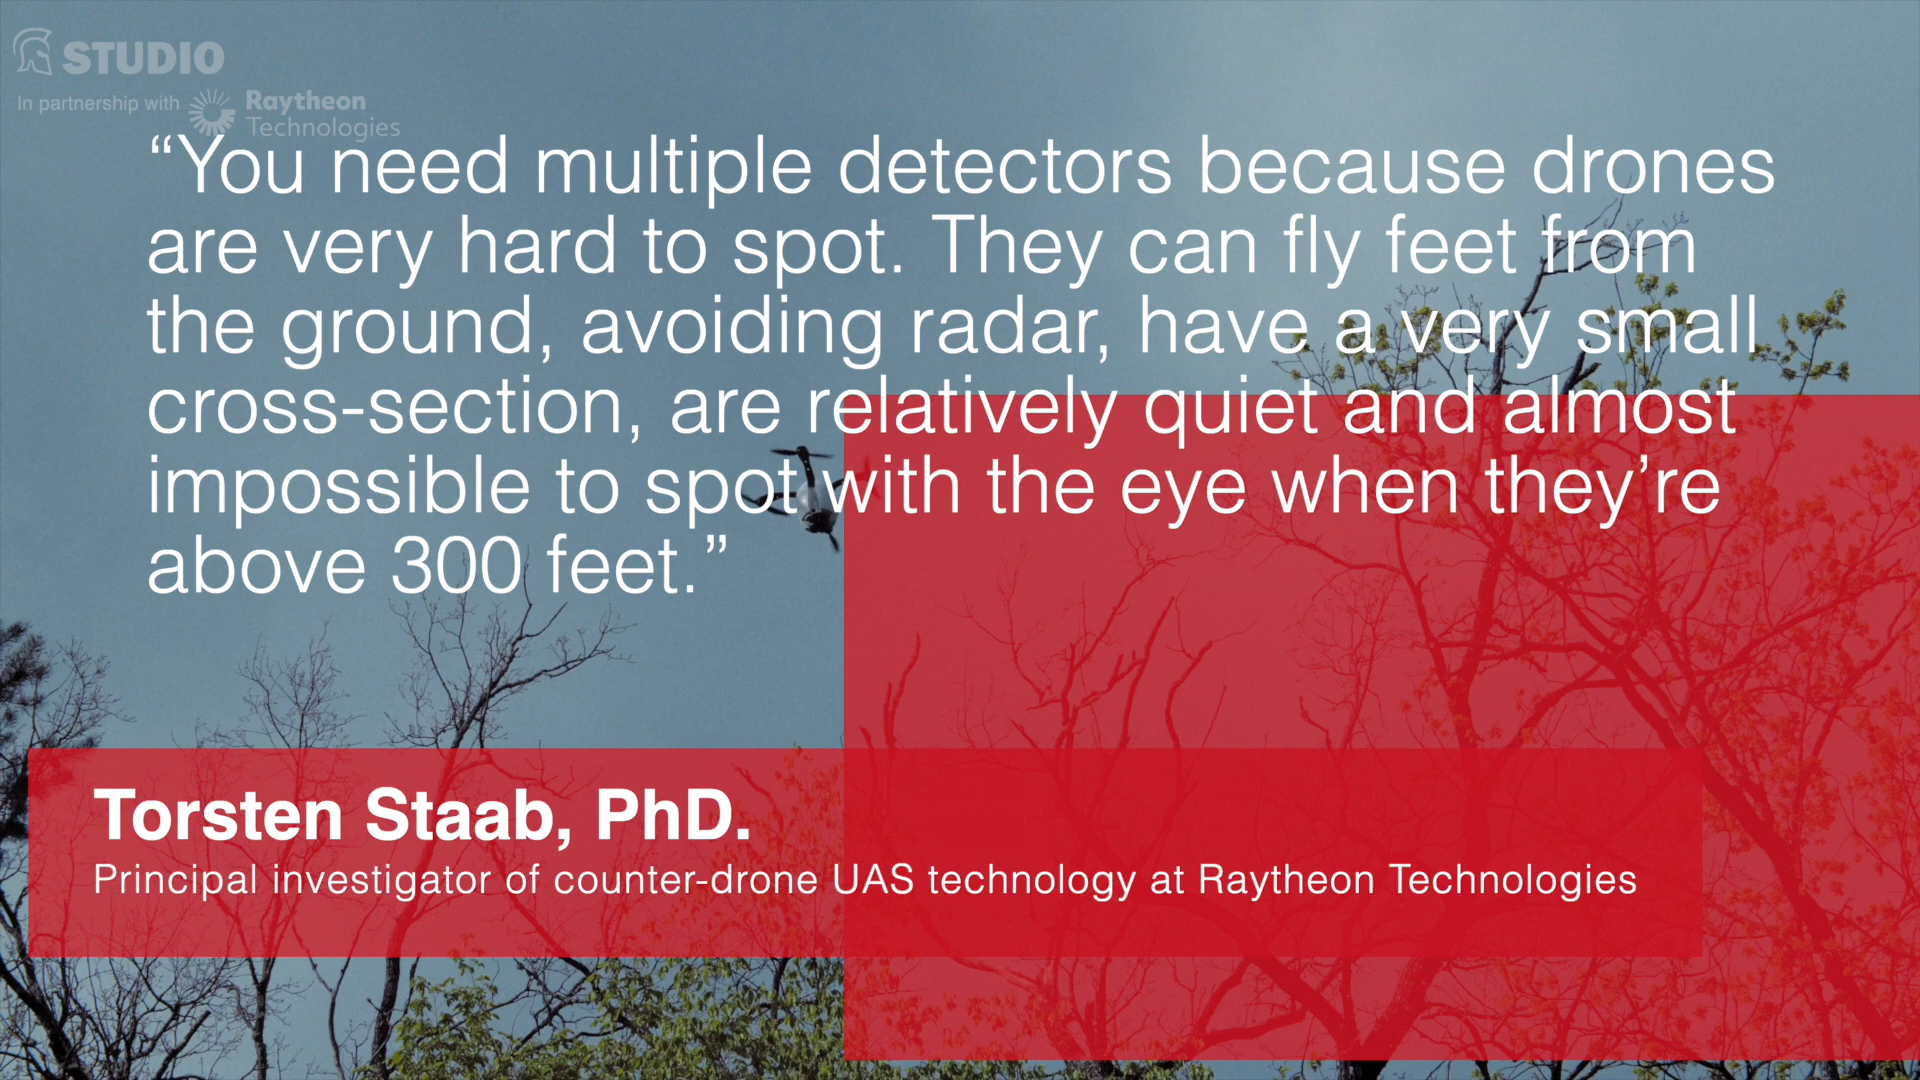 STUDIO
In partnership with Raytheon
Technologies
“You need multiple detectors because drones
are very hard to spot. They can fly feet from
the ground, avoiding radar, have a very small
cross-section, are relatively quiet and almost
impossible to spot with the eye when they’re
above 300 feet.”
Torsten Staab, PhD.
Principal investigator of counter-drone UAS technology at Raytheon Technologies